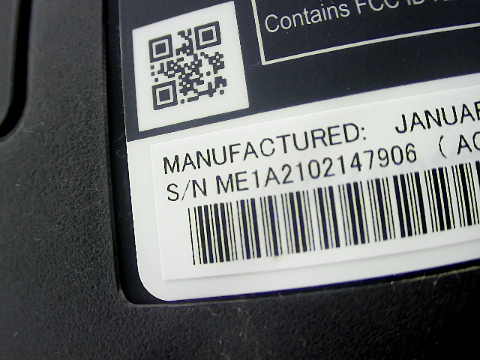 Contains FCC ID
MANUFACTURED: JANUAR
S/N ME1A2102147906 ( AC